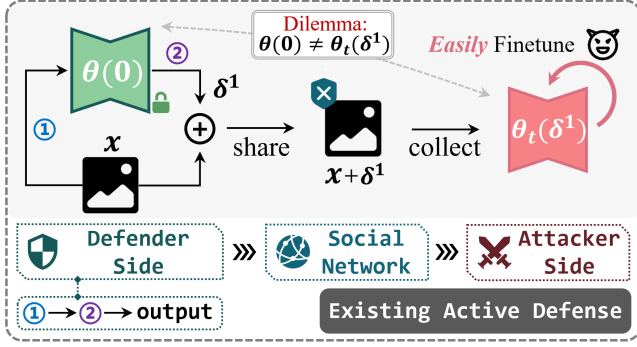 Dilemma:
θ(0) ≠ θₜ(δ¹)
Easily Finetune
θ(0)
②
δ¹
①
x
+
share
x+δ¹
collect
θₜ(δ¹)
Defender
Side
Social
Network
Attacker
Side
① → ② → output
Existing Active Defense